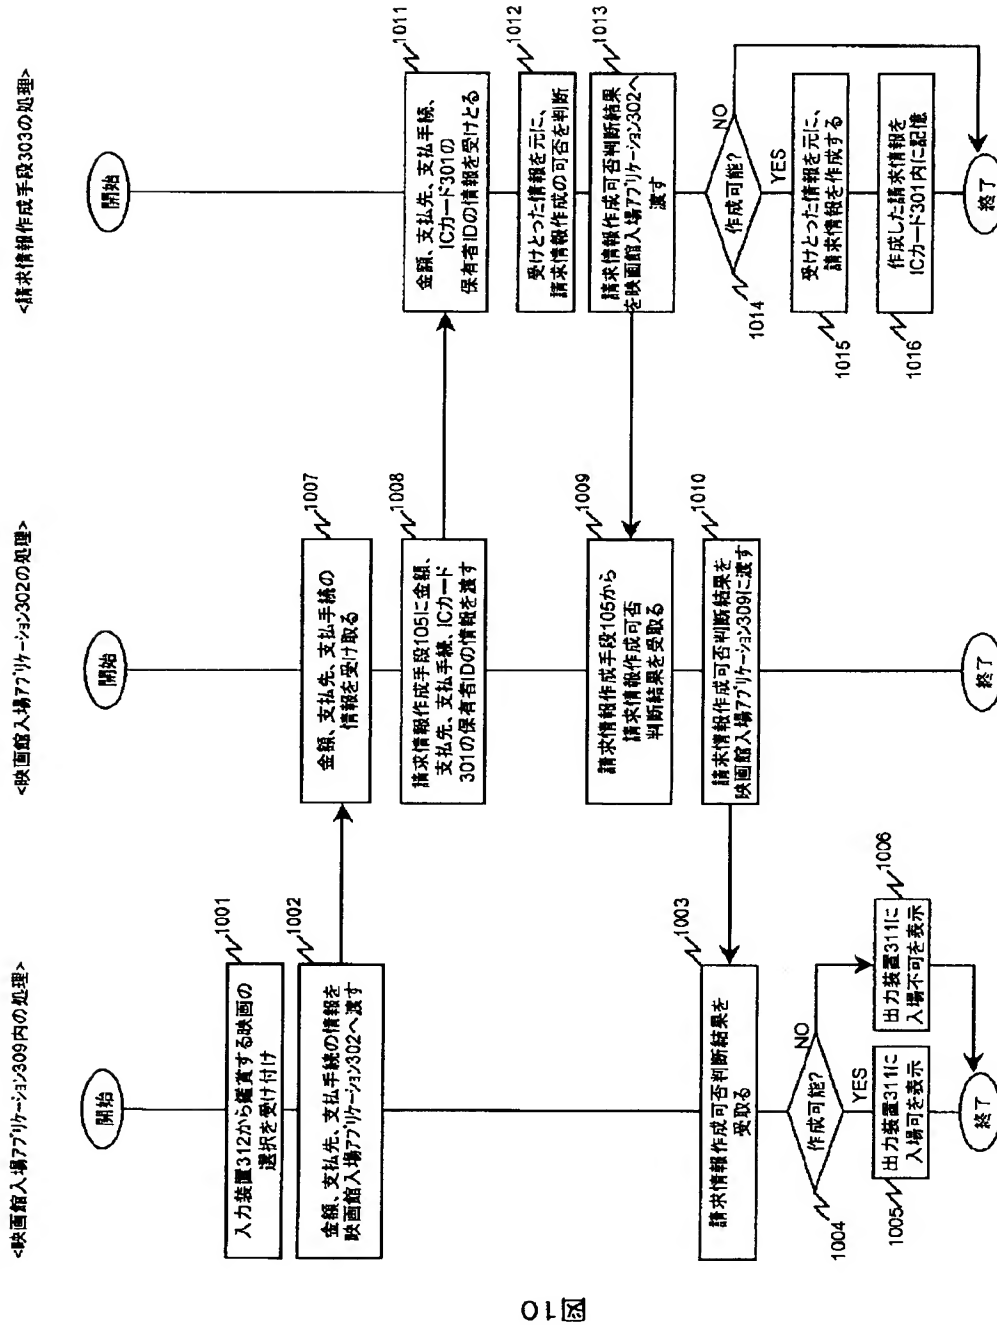 図10
<映画館入場アプリケーション309内の処理>
開始
1001
入力装置312から鑑賞する映画の
選択を受け付け
1002
金額、支払先、支払手続の情報を
映画館入場アプリケーション302へ渡す
1003
請求情報作成可否判断結果を
受取る
1004
作成可能?
NO
YES
1005
出力装置311に
入場可を表示
1006
出力装置311に
入場不可を表示
終了
<映画館入場アプリケーション302の処理>
開始
1007
金額、支払先、支払手続の
情報を受け取る
1008
請求情報作成手段105に金額、
支払先、支払手続、ICカード
301の保有者IDの情報を渡す
1009
請求情報作成手段105から
請求情報作成可否
判断結果を受取る
1010
請求情報作成可否判断結果を
映画館入場アプリケーション309に渡す
終了
<請求情報作成手段303の処理>
開始
1011
金額、支払先、支払手続、
ICカード301の
保有者IDの情報を受けとる
1012
受けとった情報を元に、
請求情報作成の可否を判断
1013
請求情報作成可否判断結果
を映画館入場アプリケーション302へ
渡す
1014
作成可能?
NO
YES
1015
受けとった情報を元に、
請求情報を作成する
1016
作成した請求情報を
ICカード301内に記憶
終了